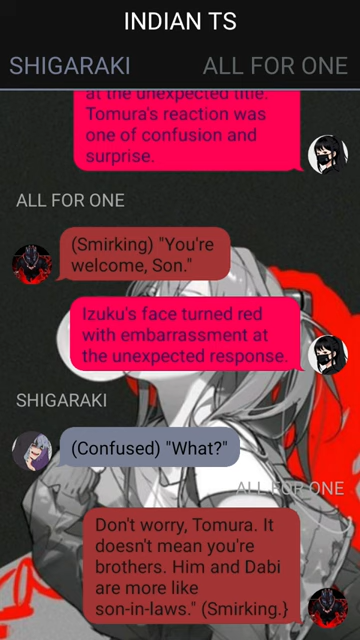 INDIAN TS
SHIGARAKI
ALL FOR ONE
at the unexpected title.
Tomura's reaction was
one of confusion and
surprise.
ALL FOR ONE
(Smirking) "You're
welcome, Son."
Izuku's face turned red
with embarrassment at
the unexpected response.
SHIGARAKI
(Confused) "What?"
ALL FOR ONE
Don't worry, Tomura. It
doesn't mean you're
brothers. Him and Dabi
are more like
son-in-laws." (Smirking.}